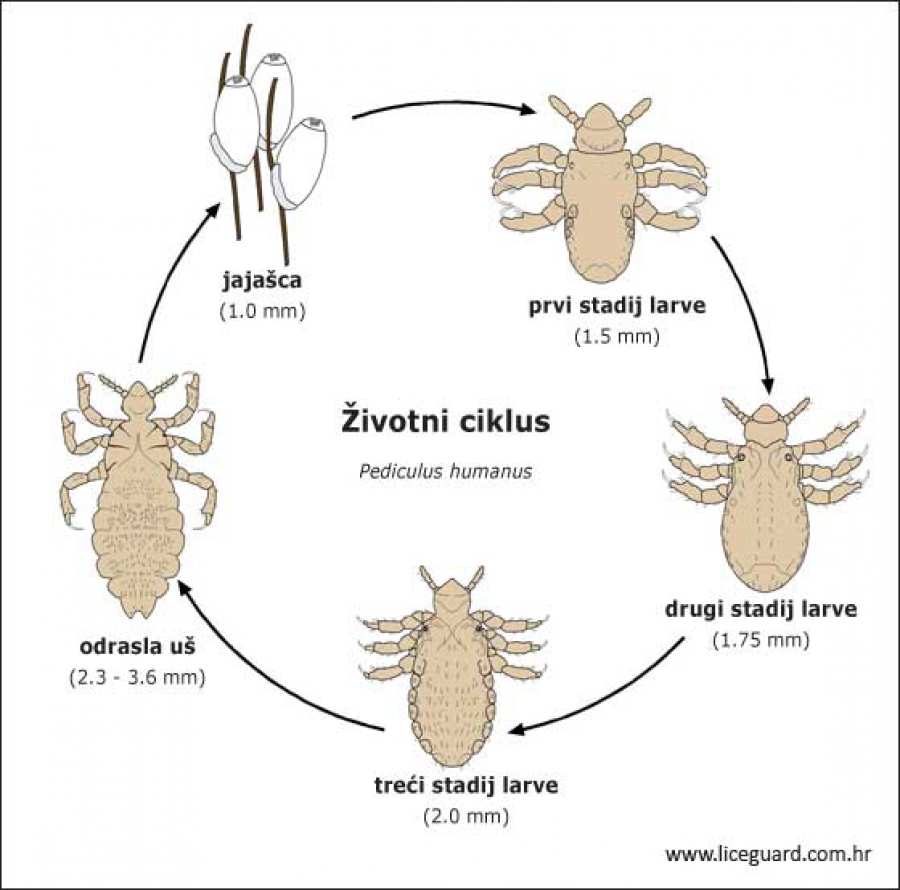 jajašca
(1.0 mm)
prvi stadij larve
(1.5 mm)
Životni ciklus
Pediculus humanus
drugi stadij larve
(1.75 mm)
odrasla uš
(2.3 - 3.6 mm)
treći stadij larve
(2.0 mm)
www.liceguard.com.hr